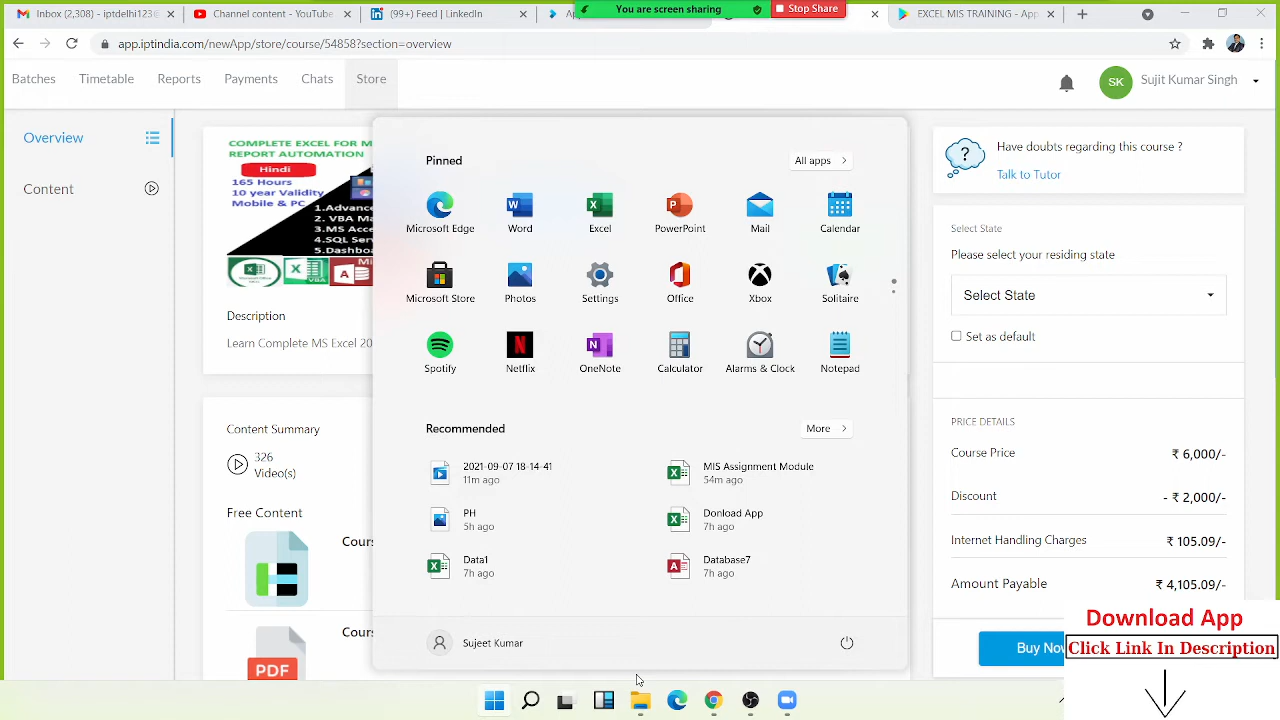 Inbox (2,308) - iptdelhi123@
Channel content - YouTube
(99+) Feed | LinkedIn
You are screen sharing
Stop Share
EXCEL MIS TRAINING - App
app.iptindia.com/newApp/store/course/54858?section=overview
Batches
Timetable
Reports
Payments
Chats
Store
SK
Sujit Kumar Singh
Overview
Content
COMPLETE EXCEL FOR M
REPORT AUTOMATION
Hindi
165 Hours
10 year Validity
Mobile & PC
1.Advance
2. VBA Ma
3.MS Acce
4.SQL Ser
5.Dashboa
Description
Learn Complete MS Excel 20
Content Summary
326
Video(s)
Free Content
Cours
Cours
PDF
Pinned
All apps
Microsoft Edge
Word
Excel
PowerPoint
Mail
Calendar
Microsoft Store
Photos
Settings
Office
Xbox
Solitaire
Spotify
Netflix
OneNote
Calculator
Alarms & Clock
Notepad
Recommended
More
2021-09-07 18-14-41
11m ago
MIS Assignment Module
54m ago
PH
5h ago
Donload App
7h ago
Data1
7h ago
Database7
7h ago
Sujeet Kumar
Have doubts regarding this course ?
Talk to Tutor
Select State
Please select your residing state
Select State
Set as default
PRICE DETAILS
Course Price
₹ 6,000/-
Discount
- ₹ 2,000/-
Internet Handling Charges
₹ 105.09/-
Amount Payable
₹ 4,105.09/-
Buy Now
Download App
Click Link In Description